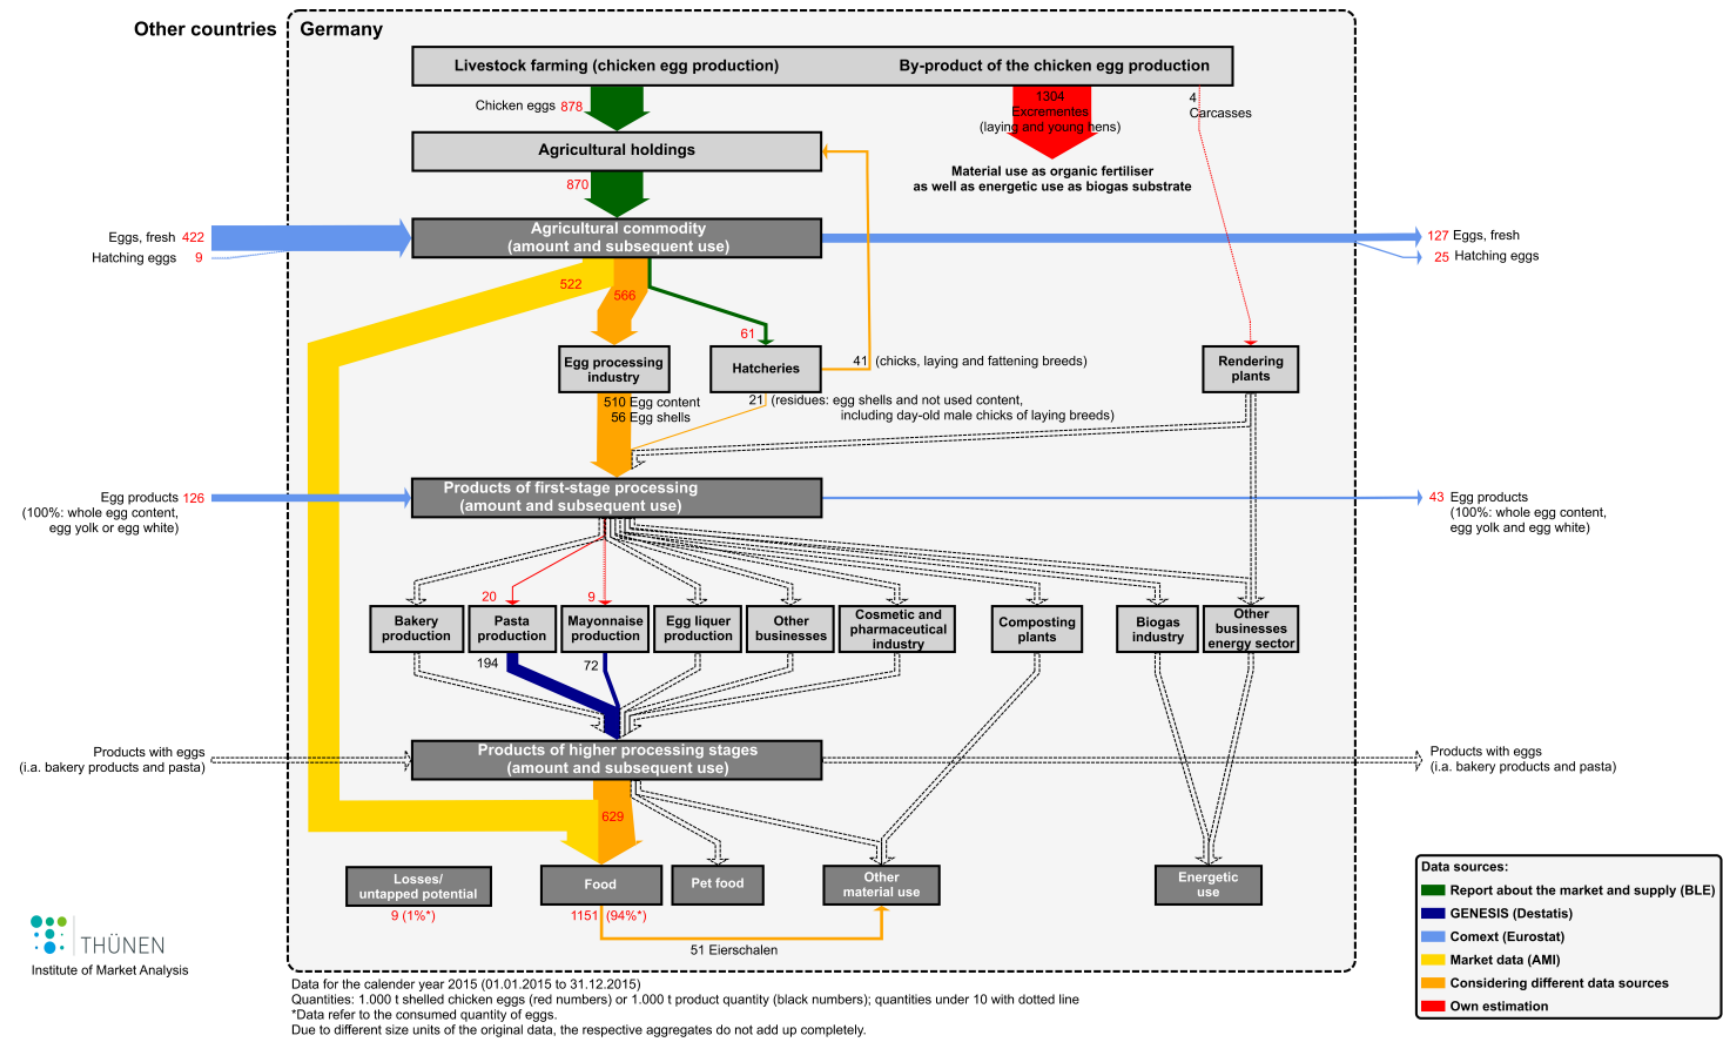 Other countries
Germany
Livestock farming (chicken egg production)
By-product of the chicken egg production
Chicken eggs 878
1304
Excrementes
(laying and young hens)
4
Carcasses
Agricultural holdings
Material use as organic fertiliser
as well as energetic use as biogas substrate
870
Eggs, fresh 422
Hatching eggs 9
Agricultural commodity
(amount and subsequent use)
127 Eggs, fresh
25 Hatching eggs
522
566
61
Egg processing
industry
Hatcheries
41 (chicks, laying and fattening breeds)
Rendering
plants
510 Egg content
56 Egg shells
21 (residues: egg shells and not used content,
including day-old male chicks of laying breeds)
Egg products 126
(100%: whole egg content,
egg yolk or egg white)
Products of first-stage processing
(amount and subsequent use)
43 Egg products
(100%: whole egg content,
egg yolk and egg white)
20
9
Bakery
production
Pasta
production
Mayonnaise
production
Egg liquer
production
Other
businesses
Cosmetic and
pharmaceutical
industry
Composting
plants
Biogas
industry
Other
businesses
energy sector
194
72
Products with eggs
(i.a. bakery products and pasta)
Products of higher processing stages
(amount and subsequent use)
Products with eggs
(i.a. bakery products and pasta)
629
Losses/
untapped potential
9 (1%*)
Food
1151 (94%*)
Pet food
Other
material use
Energetic
use
51 Eierschalen
THÜNEN
Institute of Market Analysis
Data sources:
Report about the market and supply (BLE)
GENESIS (Destatis)
Comext (Eurostat)
Market data (AMI)
Considering different data sources
Own estimation
Data for the calender year 2015 (01.01.2015 to 31.12.2015)
Quantities: 1.000 t shelled chicken eggs (red numbers) or 1.000 t product quantity (black numbers); quantities under 10 with dotted line
*Data refer to the consumed quantity of eggs.
Due to different size units of the original data, the respective aggregates do not add up completely.